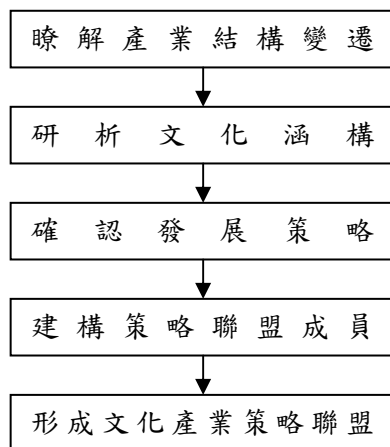 瞭解產業結構變遷
研析文化涵構
確認發展策略
建構策略聯盟成員
形成文化產業策略聯盟